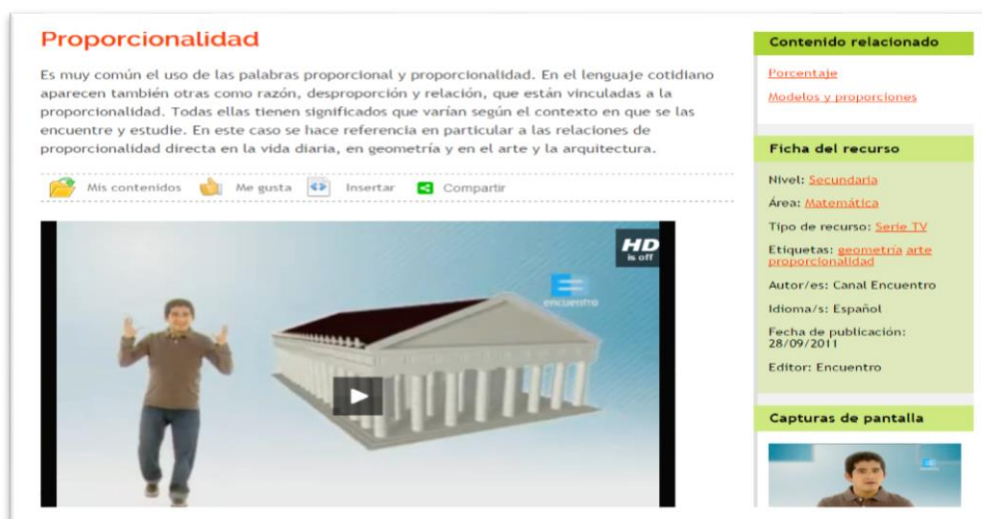 Proporcionalidad
Es muy común el uso de las palabras proporcional y proporcionalidad. En el lenguaje cotidiano
aparecen también otras como razón, desproporción y relación, que están vinculadas a la
proporcionalidad. Todas ellas tienen significados que varían según el contexto en que se las
encuentre y estudie. En este caso se hace referencia en particular a las relaciones de
proporcionalidad directa en la vida diaria, en geometría y en el arte y la arquitectura.
Mis contenidos Me gusta Insertar Compartir
HD
is off
encuentro
Contenido relacionado
Porcentaje
Modelos y proporciones
Ficha del recurso
Nivel: Secundaria
Área: Matemática
Tipo de recurso: Serie TV
Etiquetas: geometría arte
proporcionalidad
Autor/es: Canal Encuentro
Idioma/s: Español
Fecha de publicación:
28/09/2011
Editor: Encuentro
Capturas de pantalla